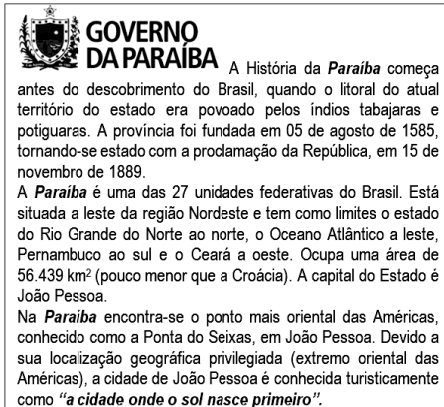 GOVERNO
DA PARAÍBA A História da Paraíba começa
antes do descobrimento do Brasil, quando o litoral do atual
território do estado era povoado pelos índios tabajaras e
potiguaras. A província foi fundada em 05 de agosto de 1585,
tornando-se estado com a proclamação da República, em 15 de
novembro de 1889.
A Paraíba é uma das 27 unidades federativas do Brasil. Está
situada a leste da região Nordeste e tem como limites o estado
do Rio Grande do Norte ao norte, o Oceano Atlântico a leste,
Pernambuco ao sul e o Ceará a oeste. Ocupa uma área de
56.439 km² (pouco menor que a Croácia). A capital do Estado é
João Pessoa.
Na Paraíba encontra-se o ponto mais oriental das Américas,
conhecido como a Ponta do Seixas, em João Pessoa. Devido a
sua localização geográfica privilegiada (extremo oriental das
Américas), a cidade de João Pessoa é conhecida turisticamente
como "a cidade onde o sol nasce primeiro".